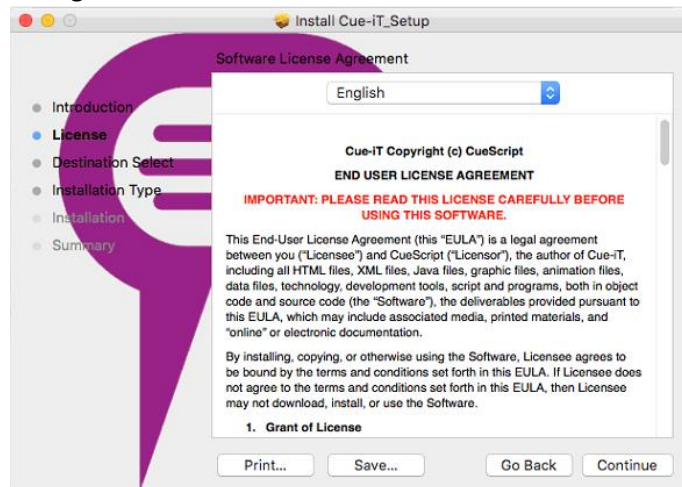 Install Cue-iT_Setup
Software License Agreement
Introduction
License
Destination Select
Installation Type
Installation
Summary
English
Cue-iT Copyright (c) CueScript
END USER LICENSE AGREEMENT
IMPORTANT: PLEASE READ THIS LICENSE CAREFULLY BEFORE
USING THIS SOFTWARE.
This End-User License Agreement (this “EULA”) is a legal agreement
between you (“Licensee”) and CueScript (“Licensor”), the author of Cue-iT,
including all HTML files, XML files, Java files, graphic files, animation files,
data files, technology, development tools, script and programs, both in object
code and source code (the “Software”), the deliverables provided pursuant to
this EULA, which may include associated media, printed materials, and
“online” or electronic documentation.
By installing, copying, or otherwise using the Software, Licensee agrees to
be bound by the terms and conditions set forth in this EULA. If Licensee does
not agree to the terms and conditions set forth in this EULA, then Licensee
may not download, install, or use the Software.
1. Grant of License
Print... Save... Go Back Continue